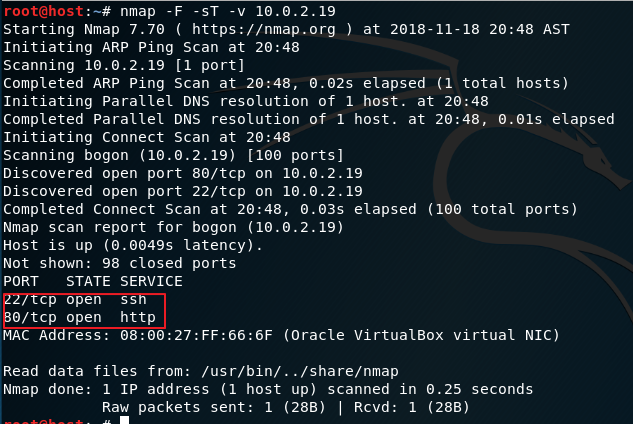 root@host:~# nmap -F -sT -v 10.0.2.19
Starting Nmap 7.70 ( https://nmap.org ) at 2018-11-18 20:48 AST
Initiating ARP Ping Scan at 20:48
Scanning 10.0.2.19 [1 port]
Completed ARP Ping Scan at 20:48, 0.02s elapsed (1 total hosts)
Initiating Parallel DNS resolution of 1 host. at 20:48
Completed Parallel DNS resolution of 1 host. at 20:48, 0.01s elapsed
Initiating Connect Scan at 20:48
Scanning bogon (10.0.2.19) [100 ports]
Discovered open port 80/tcp on 10.0.2.19
Discovered open port 22/tcp on 10.0.2.19
Completed Connect Scan at 20:48, 0.03s elapsed (100 total ports)
Nmap scan report for bogon (10.0.2.19)
Host is up (0.0049s latency).
Not shown: 98 closed ports
PORT   STATE SERVICE
22/tcp open  ssh
80/tcp open  http
MAC Address: 08:00:27:FF:66:6F (Oracle VirtualBox virtual NIC)

Read data files from: /usr/bin/../share/nmap
Nmap done: 1 IP address (1 host up) scanned in 0.25 seconds
           Raw packets sent: 1 (28B) | Rcvd: 1 (28B)
root@host:~#